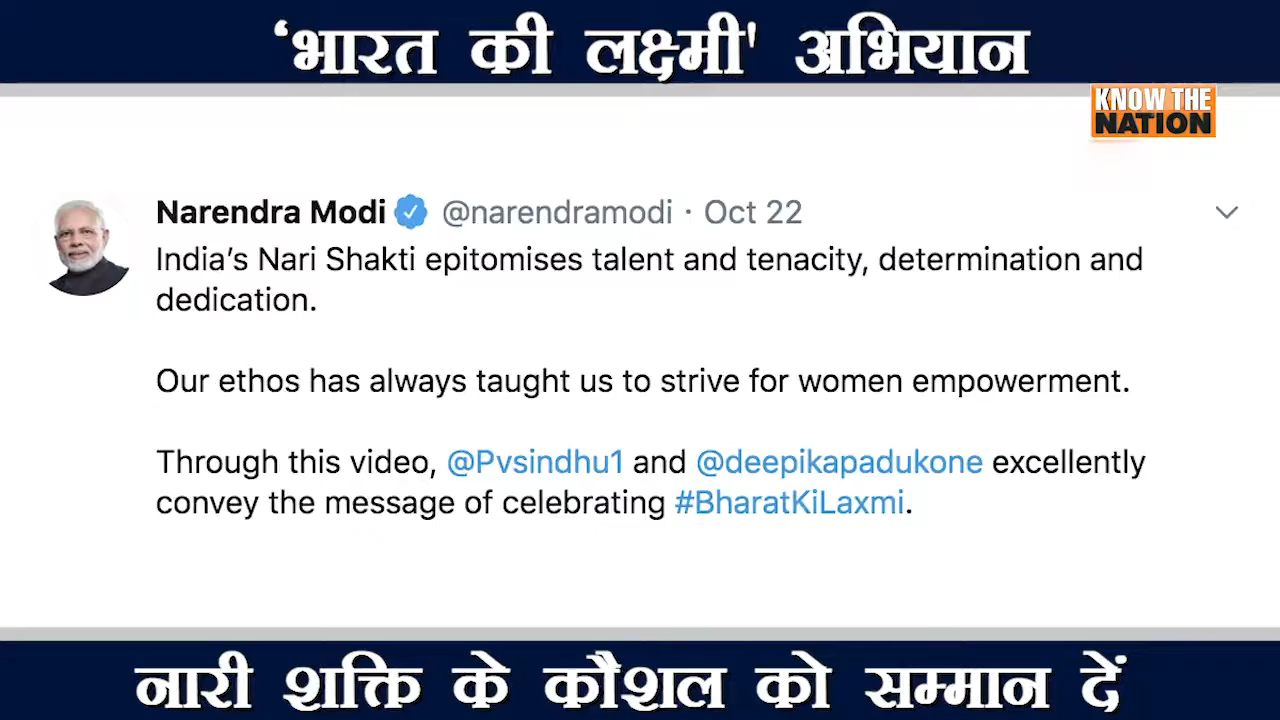 ‘भारत की लक्ष्मी' अभियान
KNOW THE
NATION
Narendra Modi @narendramodi · Oct 22
India’s Nari Shakti epitomises talent and tenacity, determination and
dedication.
Our ethos has always taught us to strive for women empowerment.
Through this video, @Pvsindhu1 and @deepikapadukone excellently
convey the message of celebrating #BharatKiLaxmi.
नारी शक्ति के कौशल को सम्मान दें